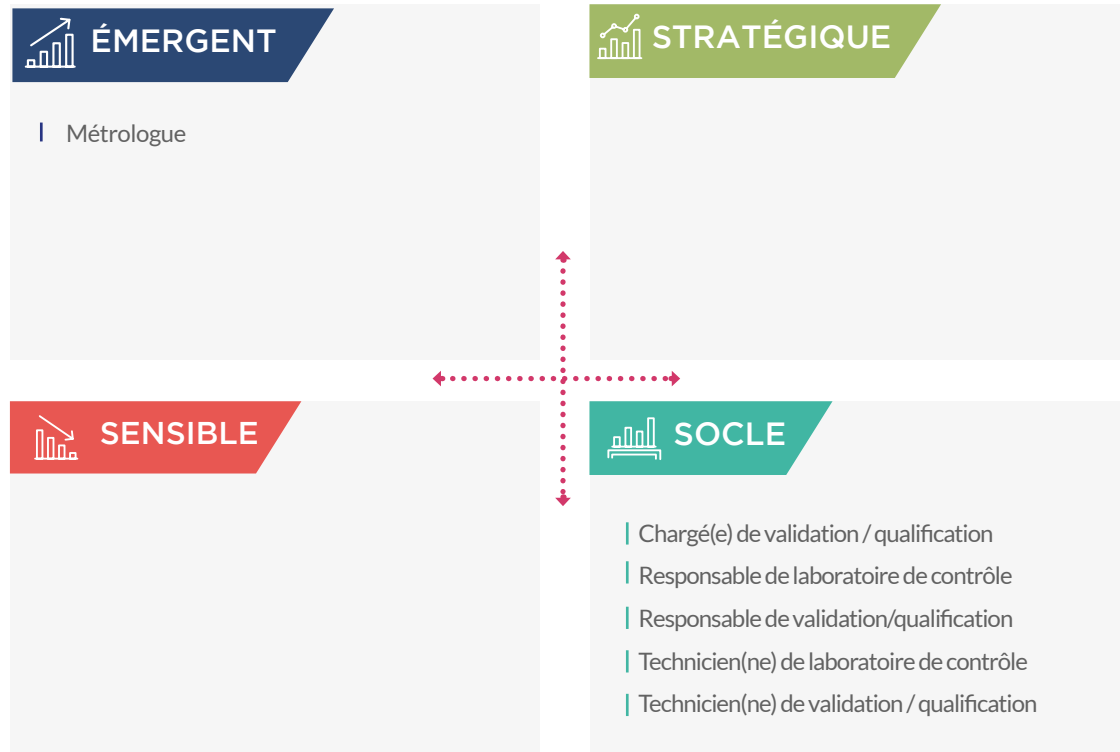 ÉMERGENT
Métrologue
STRATÉGIQUE
SENSIBLE
SOCLE
Chargé(e) de validation / qualification
Responsable de laboratoire de contrôle
Responsable de validation/qualification
Technicien(ne) de laboratoire de contrôle
Technicien(ne) de validation / qualification